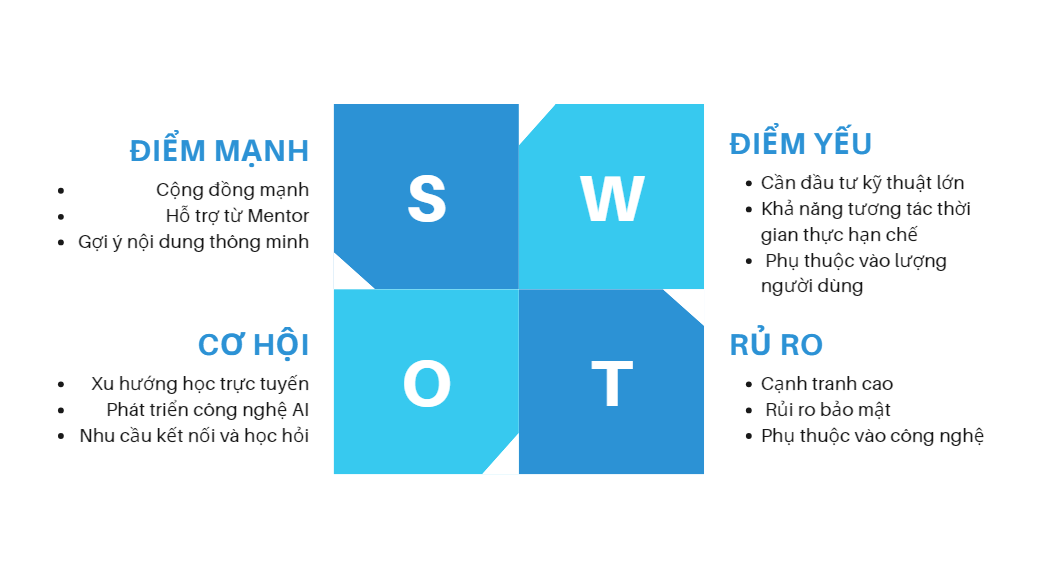 ĐIỂM MẠNH
• Cộng đồng mạnh
• Hỗ trợ từ Mentor
• Gợi ý nội dung thông minh
S
W
ĐIỂM YẾU
• Cần đầu tư kỹ thuật lớn
• Khả năng tương tác thời
gian thực hạn chế
• Phụ thuộc vào lượng
người dùng
CƠ HỘI
• Xu hướng học trực tuyến
• Phát triển công nghệ AI
• Nhu cầu kết nối và học hỏi
O
T
RỦ RO
• Cạnh tranh cao
• Rủi ro bảo mật
• Phụ thuộc vào công nghệ